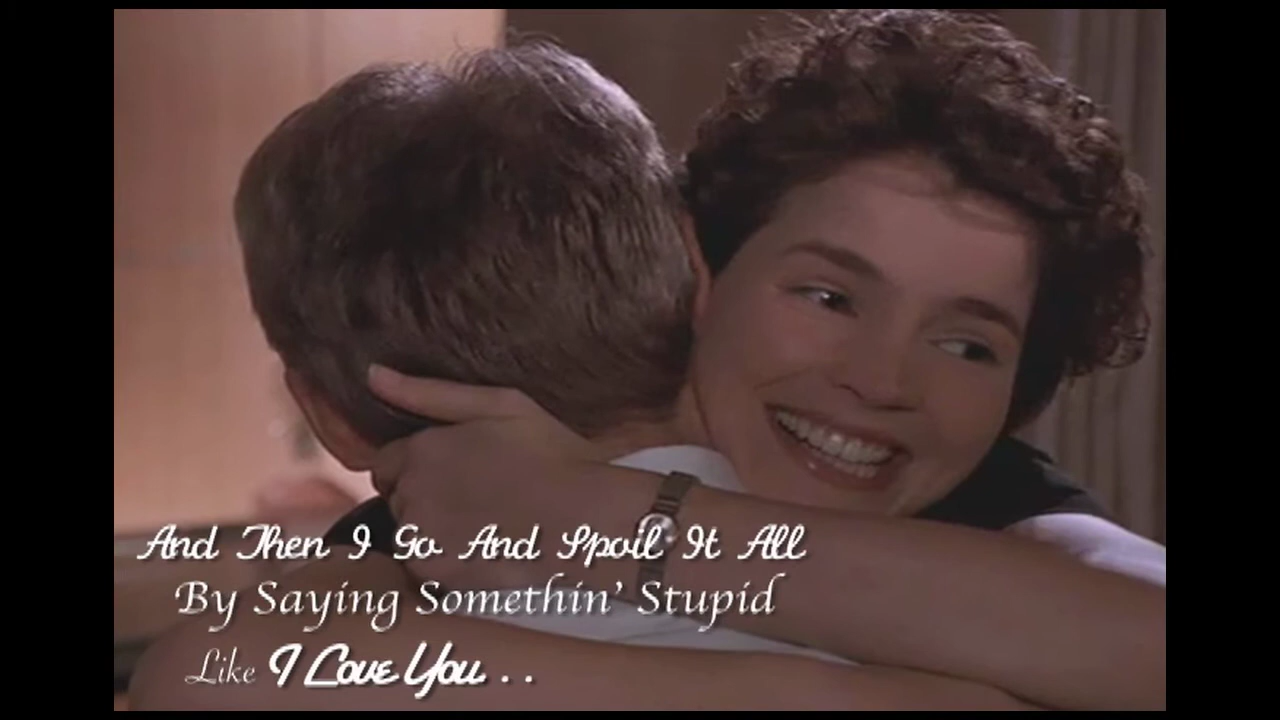 And Then I Go And Spoil It All
By Saying Somethin' Stupid
Like I Love You . .